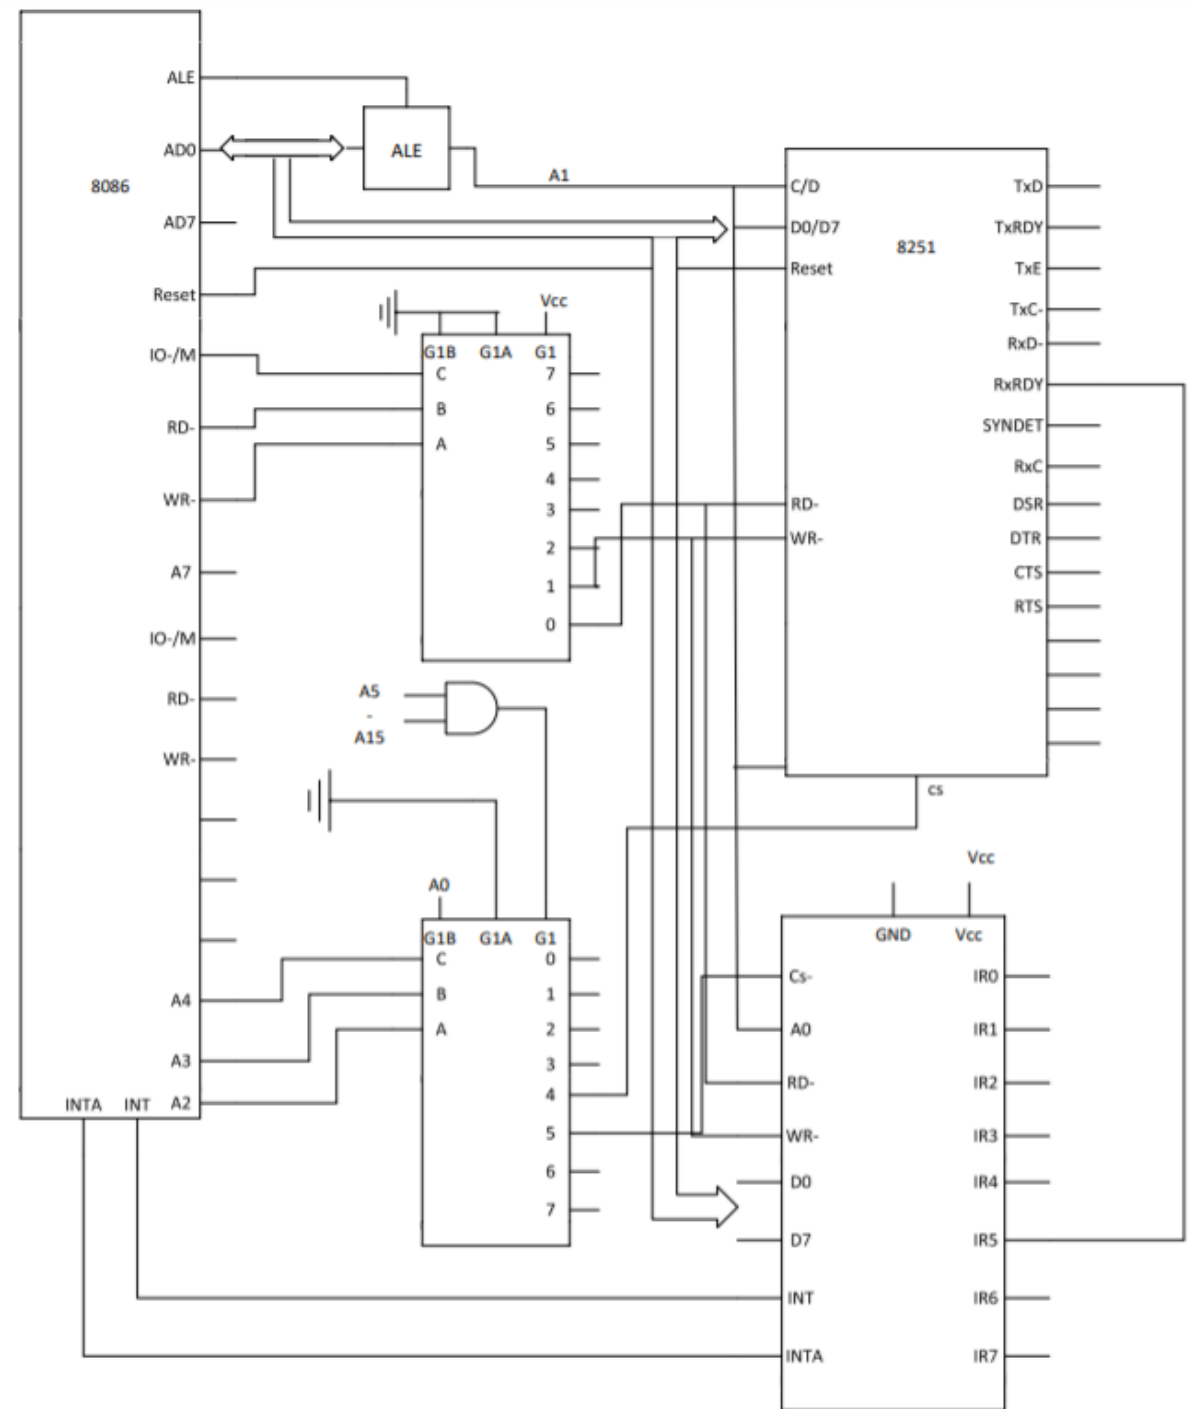 8086
ALE
AD0
AD7
Reset
IO-/M
RD-
WR-
A7
IO-/M
RD-
WR-
A4
A3
A2
INTA
INT
ALE
A1
Vcc
G1B
G1A
G1
C
B
A
7
6
5
4
3
2
1
0
A5
-
A15
A0
G1B
G1A
G1
C
B
A
0
1
2
3
4
5
6
7
8251
C/D
D0/D7
Reset
RD-
WR-
TxD
TxRDY
TxE
TxC-
RxD-
RxRDY
SYNDET
RxC
DSR
DTR
CTS
RTS
cs
Vcc
GND
Vcc
Cs-
A0
RD-
WR-
D0
D7
INT
INTA
IR0
IR1
IR2
IR3
IR4
IR5
IR6
IR7